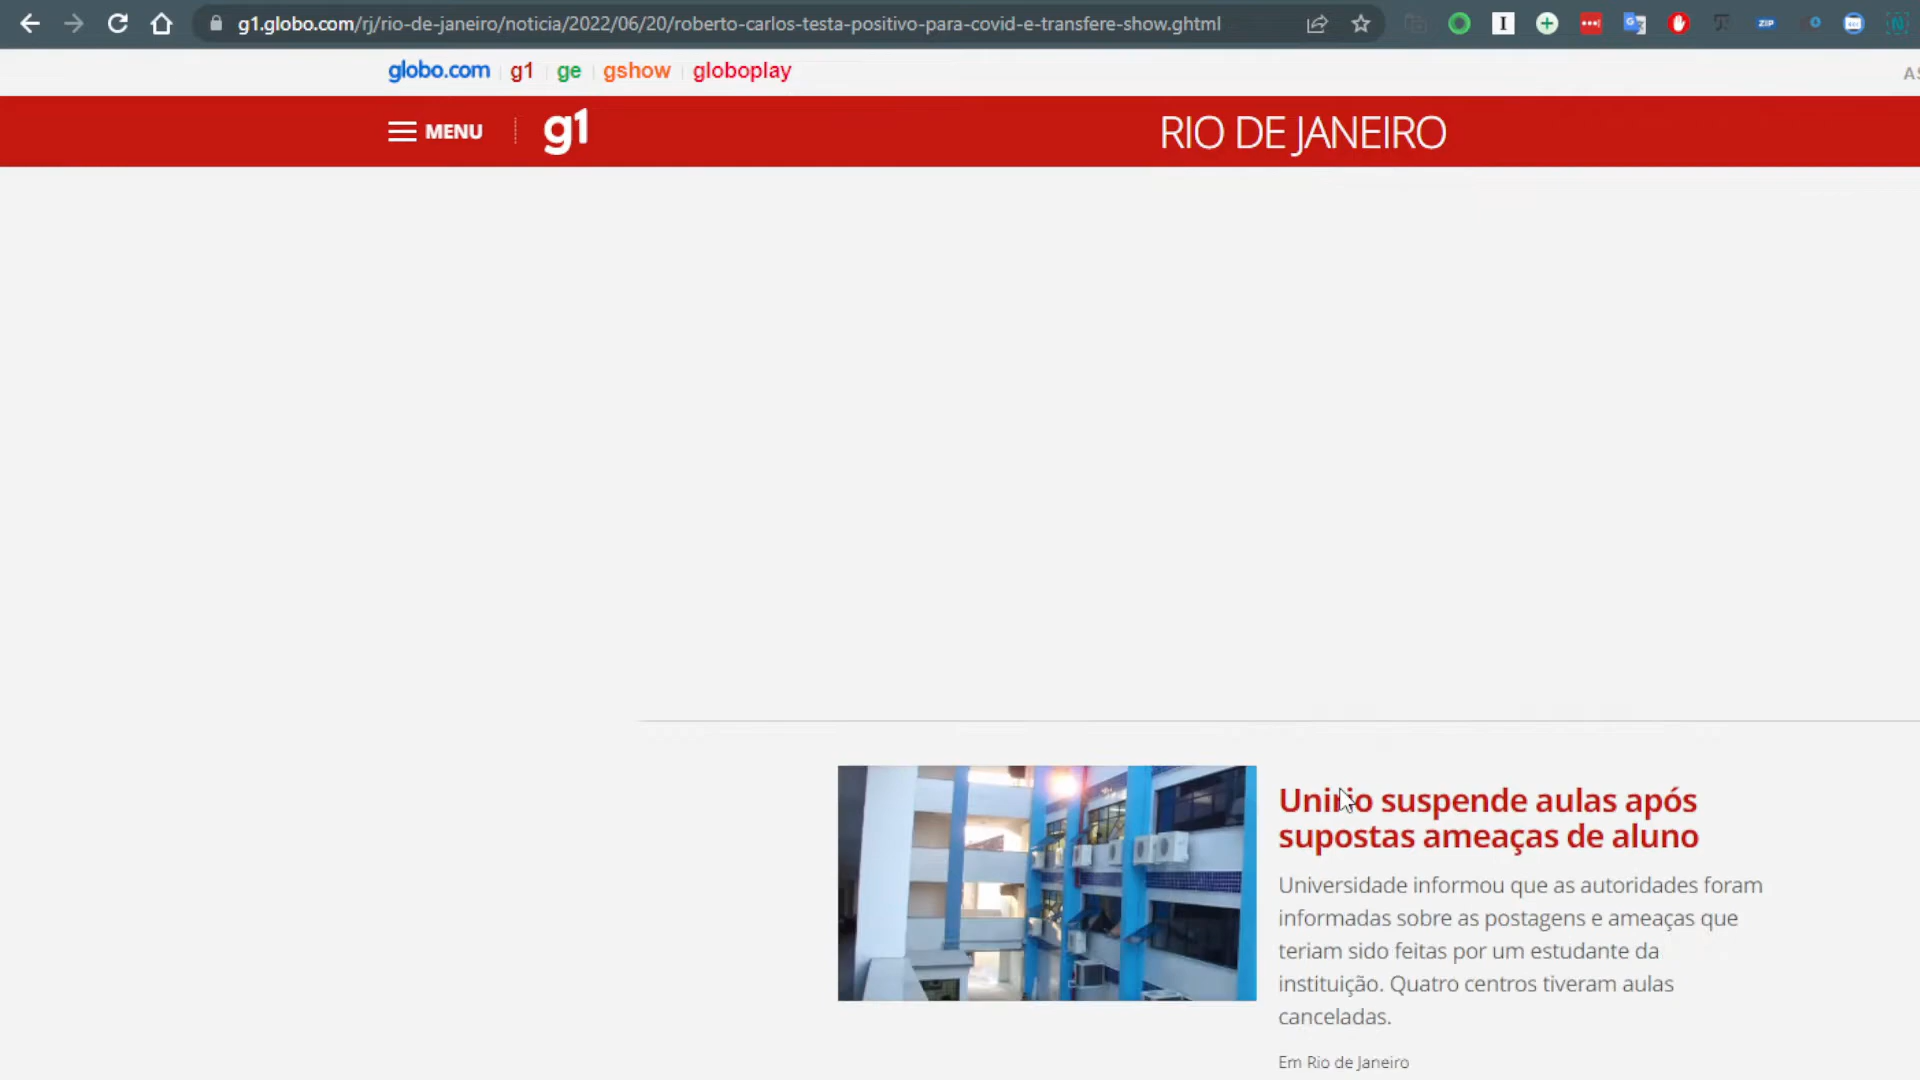 g1.globo.com/rj/rio-de-janeiro/noticia/2022/06/20/roberto-carlos-testa-positivo-para-covid-e-transfere-show.ghtml
ZIP
globo.com g1 ge gshow globoplay
MENU g1 RIO DE JANEIRO
Unirio suspende aulas após
supostas ameaças de aluno
Universidade informou que as autoridades foram
informadas sobre as postagens e ameaças que
teriam sido feitas por um estudante da
instituição. Quatro centros tiveram aulas
canceladas.
Em Rio de Janeiro